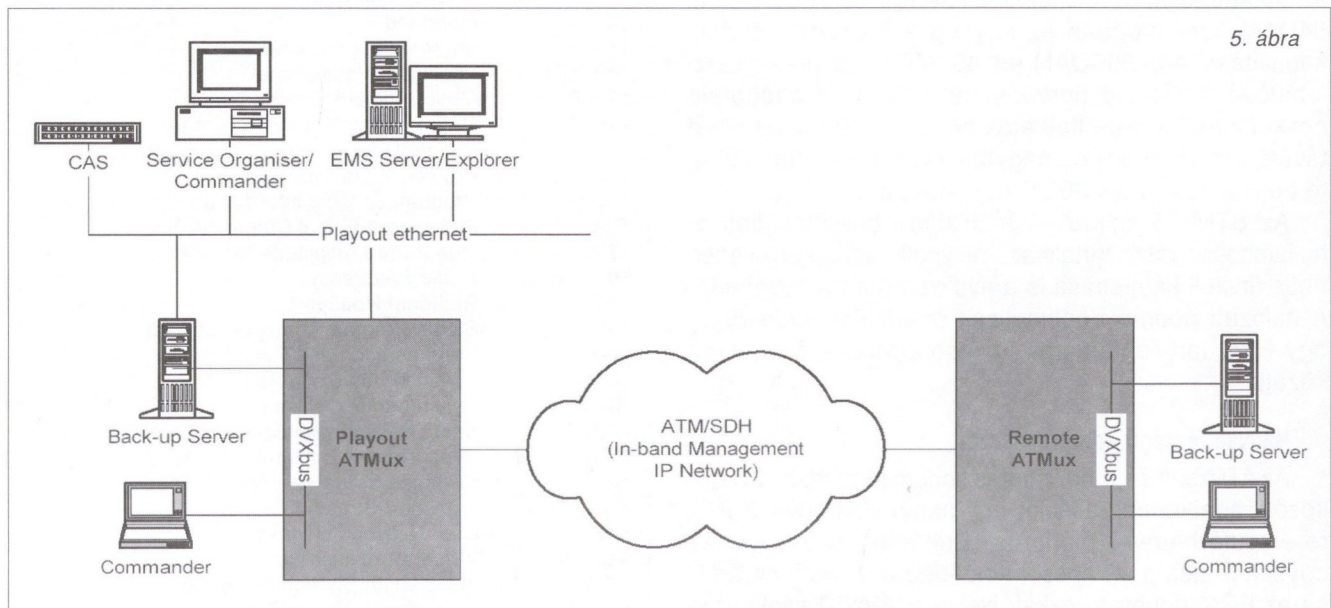 5. ábra
CAS
Service Organiser/
Commander
EMS Server/Explorer
Playout ethernet
Back-up Server
DVXbus
Playout
ATMux
ATM/SDH
(In-band Management
IP Network)
Remote
ATMux
DVXbus
Back-up Server
Commander
Commander